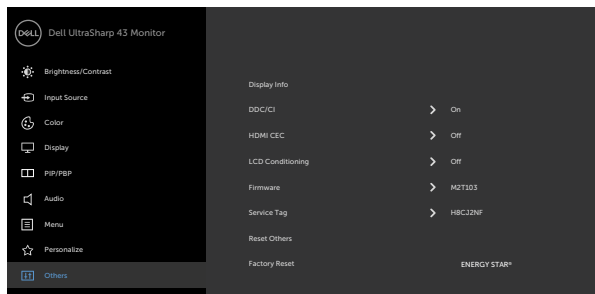 DELL Dell UltraSharp 43 Monitor
Brightness/Contrast
Input Source
Color
Display
PIP/PBP
Audio
Menu
Personalize
Others
Display Info
DDC/CI > On
HDMI CEC > Off
LCD Conditioning > Off
Firmware > M2T103
Service Tag > H8CJ2NF
Reset Others
Factory Reset ENERGY STAR®